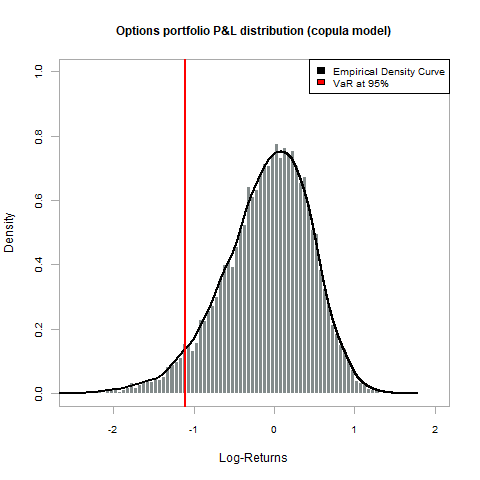 Options portfolio P&L distribution (copula model)
Empirical Density Curve
VaR at 95%
Density
1.0
0.8
0.6
0.4
0.2
0.0
-2 -1 0 1 2
Log-Returns